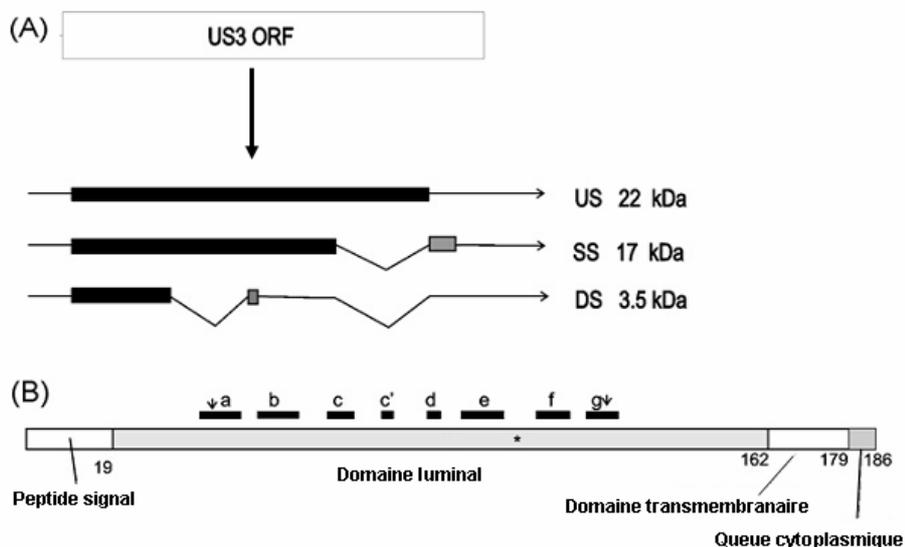 (A)
US3 ORF
US 22 kDa
SS 17 kDa
DS 3.5 kDa
(B)
a b c c' d e f g
*
19 162 179 186
Domaine luminal
Peptide signal
Domaine transmembranaire
Queue cytoplasmique